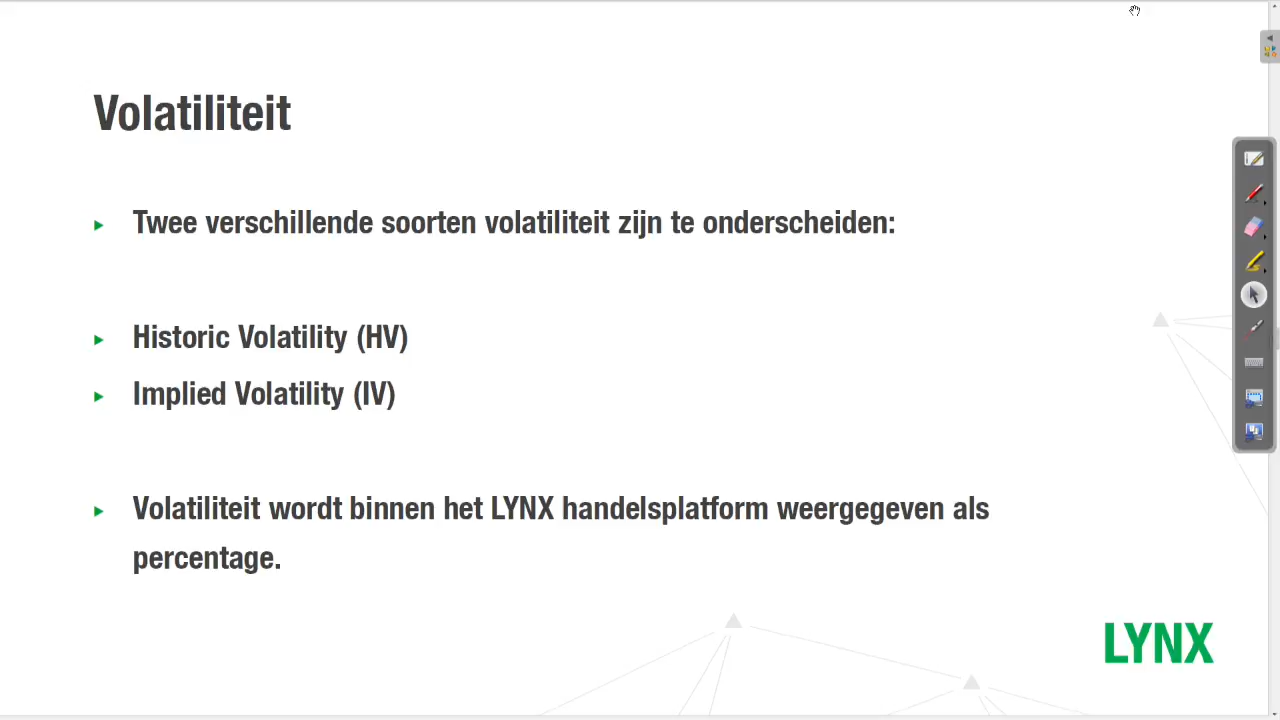 Volatiliteit
Twee verschillende soorten volatiliteit zijn te onderscheiden:
Historic Volatility (HV)
Implied Volatility (IV)
Volatiliteit wordt binnen het LYNX handelsplatform weergegeven als
percentage.
LYNX